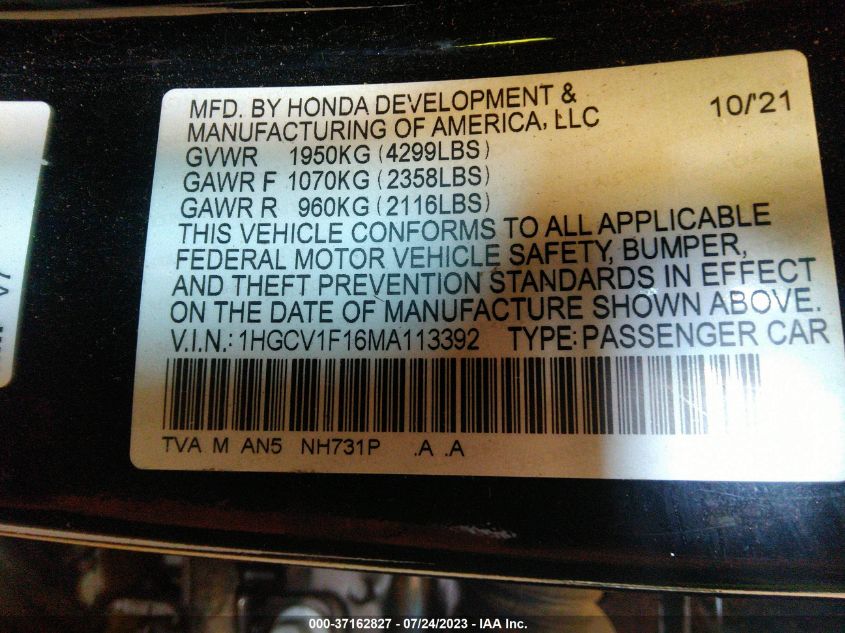 MFD. BY HONDA DEVELOPMENT & 10/'21
MANUFACTURING OF AMERICA, LLC
GVWR 1950KG (4299LBS)
GAWR F 1070KG (2358LBS)
GAWR R 960KG (2116LBS)
THIS VEHICLE CONFORMS TO ALL APPLICABLE
FEDERAL MOTOR VEHICLE SAFETY, BUMPER,
AND THEFT PREVENTION STANDARDS IN EFFECT
ON THE DATE OF MANUFACTURE SHOWN ABOVE.
V.I.N.: 1HGCV1F16MA113392 TYPE: PASSENGER CAR
TVA M AN5 NH731P .A .A
000-37162827 / 07/24/2023 - IAA Inc.